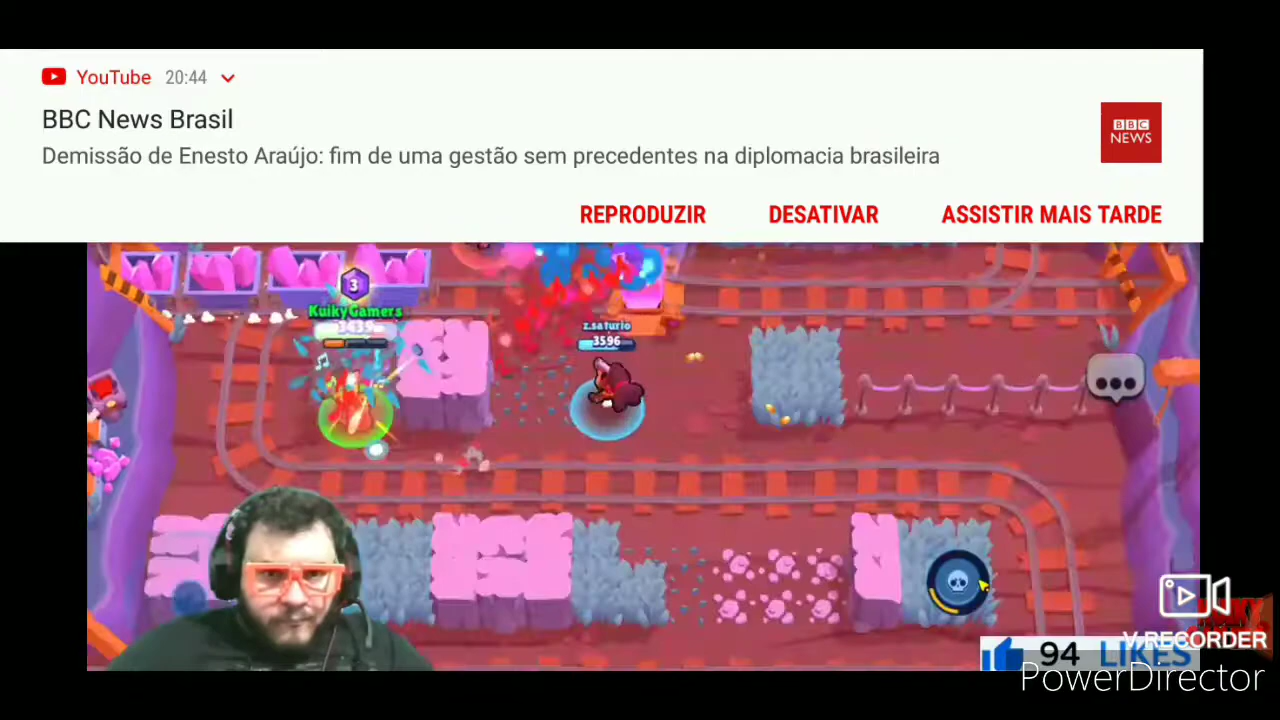 YouTube 20:44
BBC News Brasil
BBC
NEWS
Demissão de Enesto Araújo: fim de uma gestão sem precedentes na diplomacia brasileira
REPRODUZIR DESATIVAR ASSISTIR MAIS TARDE
3
KuikyGamers
3439
z.saturio
3596
V RECORDER
94 LIKES
PowerDirector